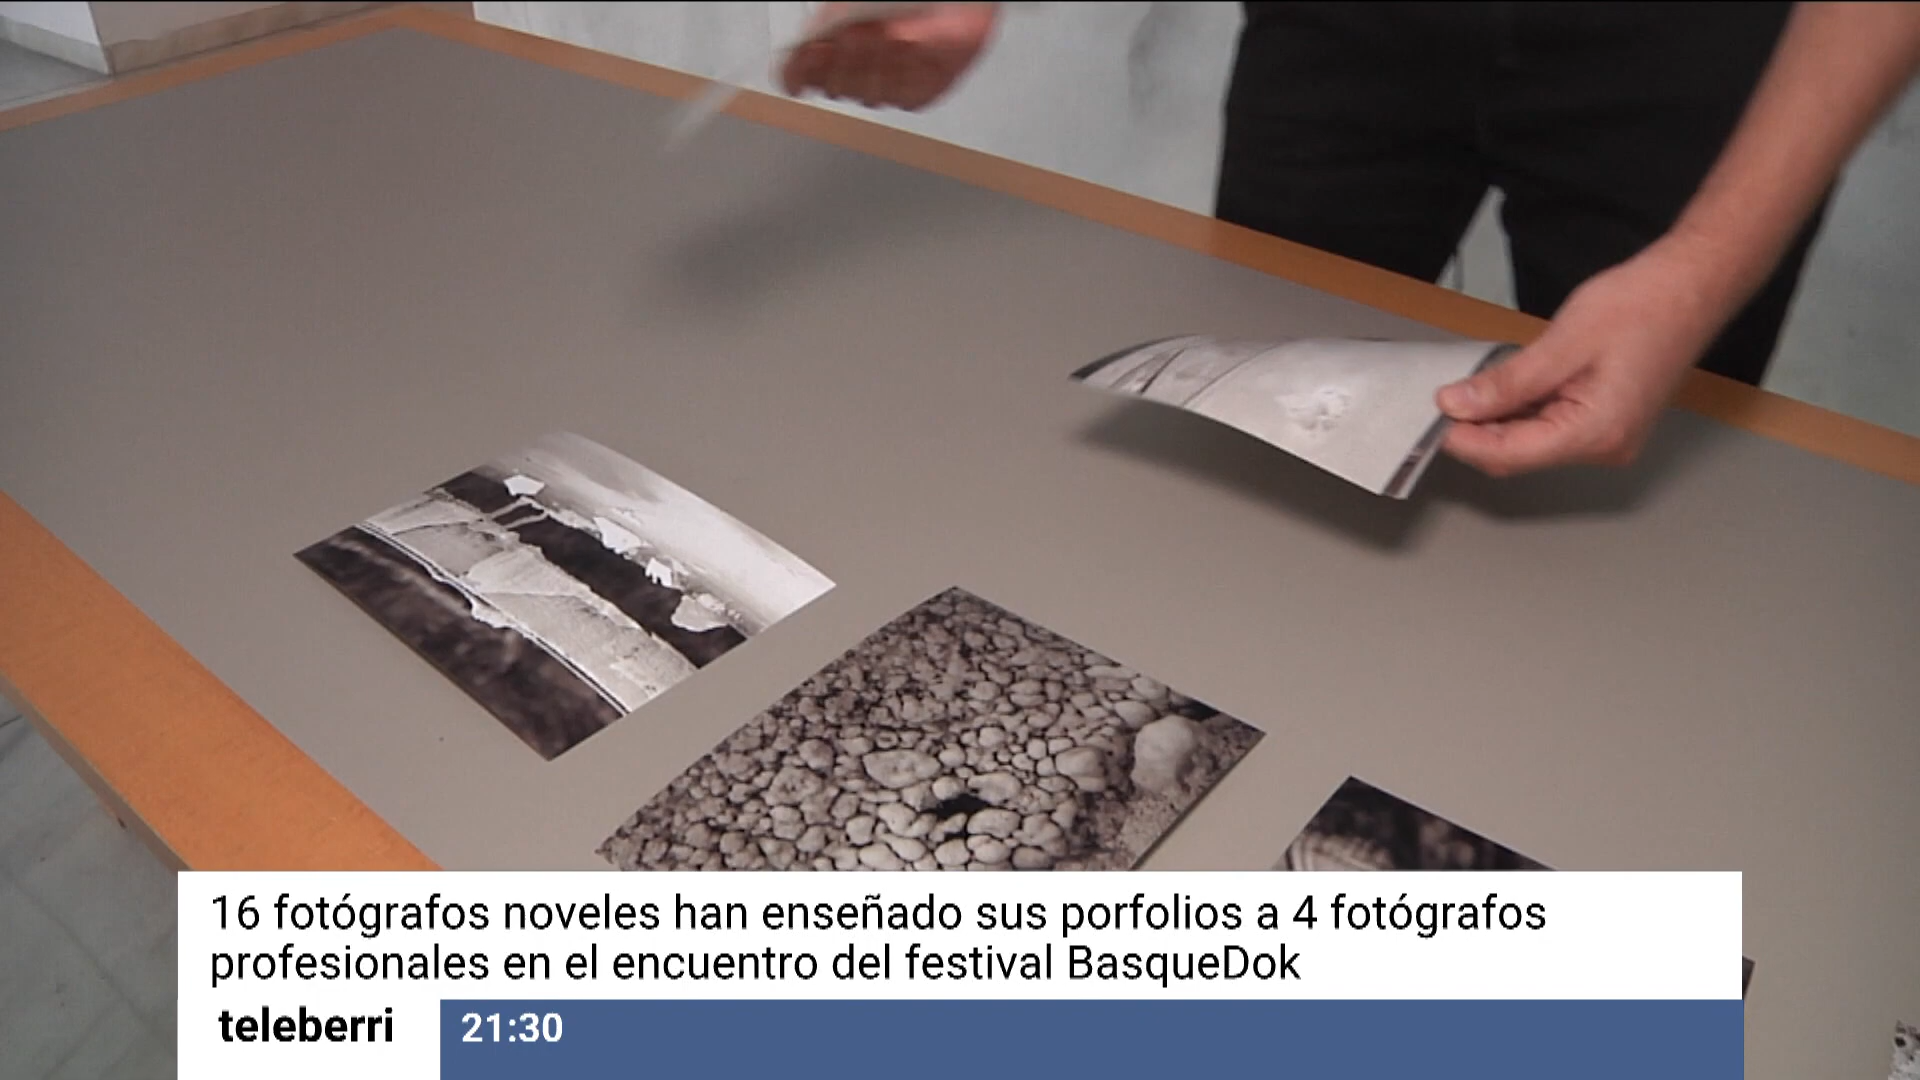 16 fotógrafos noveles han enseñado sus porfolios a 4 fotógrafos
profesionales en el encuentro del festival BasqueDok
teleberri
21:30